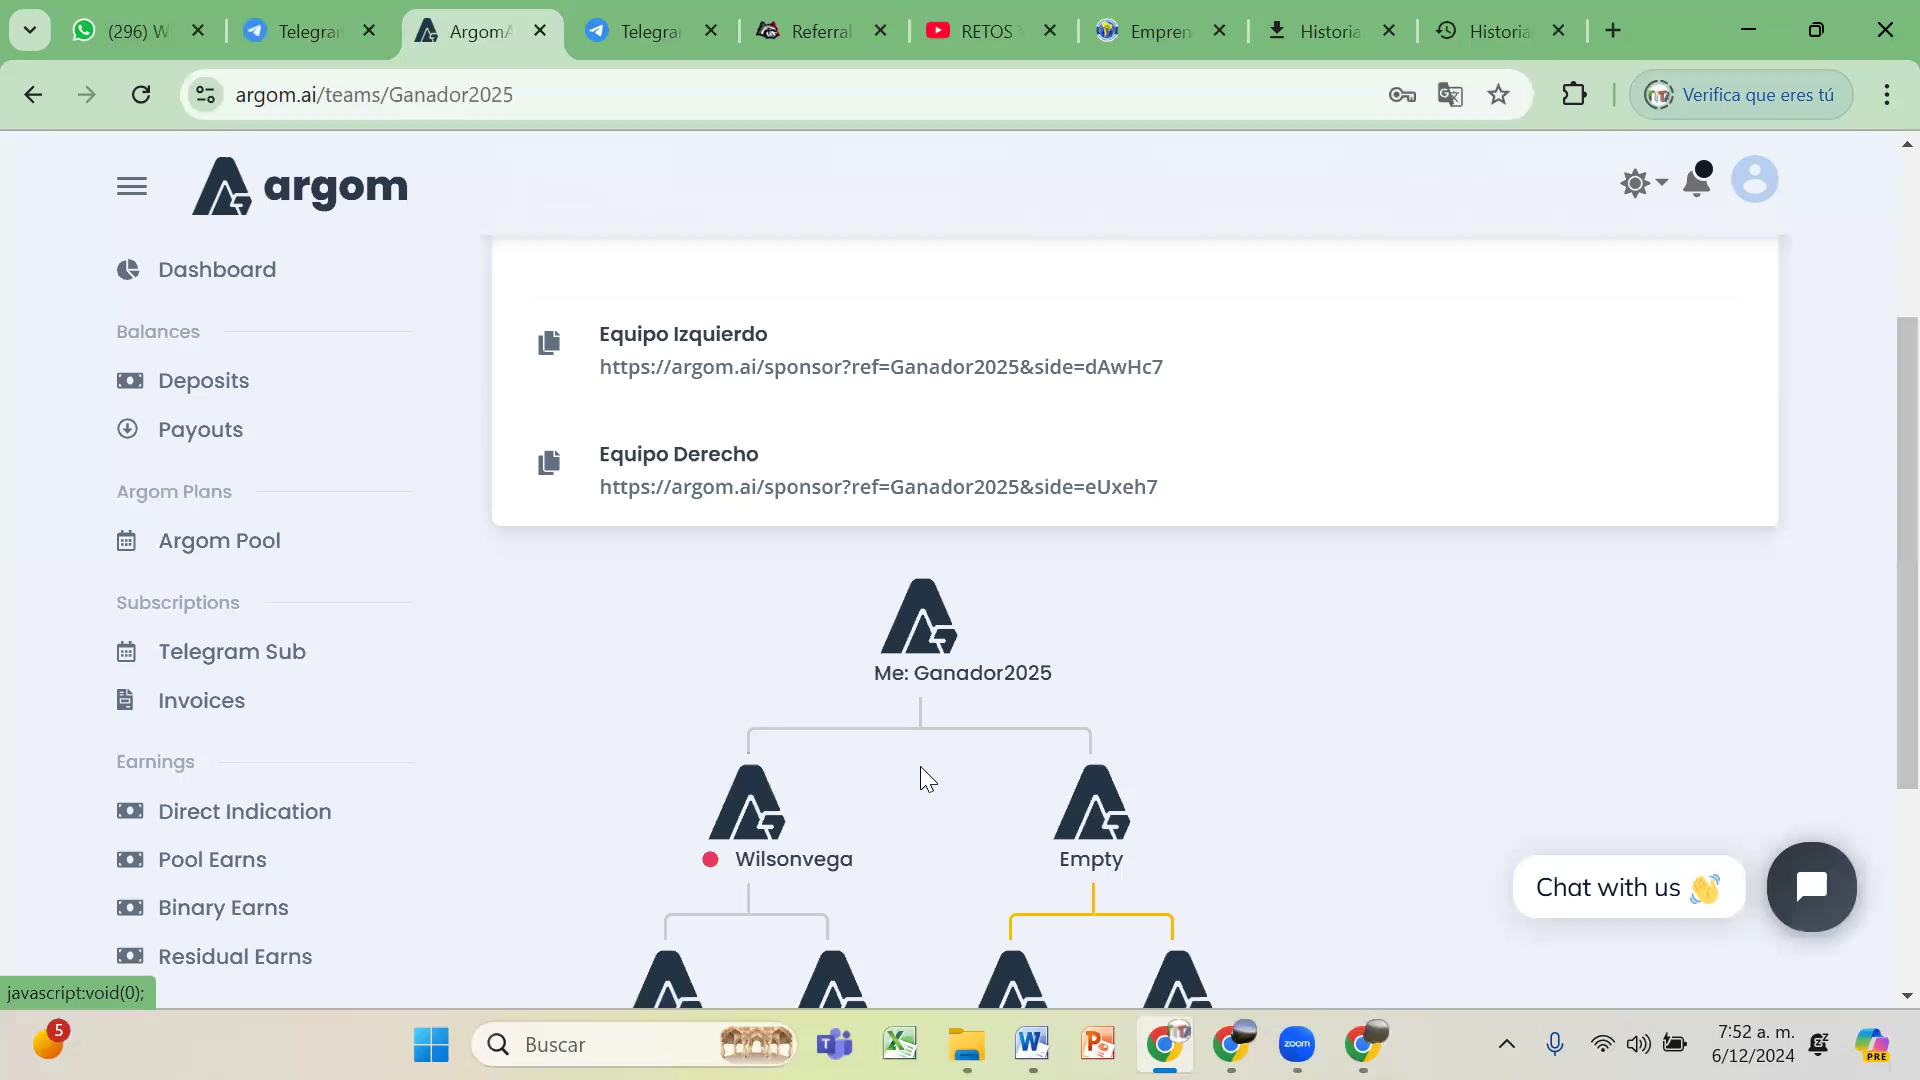 (296) W
Telegra
ArgomA
Telegra
Referral
RETOS
Empren
Historia
Historia
argom.ai/teams/Ganador2025
Verifica que eres tú
argom
Dashboard
Balances
Deposits
Payouts
Argom Plans
Argom Pool
Subscriptions
Telegram Sub
Invoices
Earnings
Direct Indication
Pool Earns
Binary Earns
Residual Earns
Equipo Izquierdo
https://argom.ai/sponsor?ref=Ganador2025&side=dAwHc7
Equipo Derecho
https://argom.ai/sponsor?ref=Ganador2025&side=eUxeh7
Me: Ganador2025
Wilsonvega
Empty
Chat with us
javascript:void(0);
5
Buscar
zoom
7:52 a. m.
6/12/2024
PRE